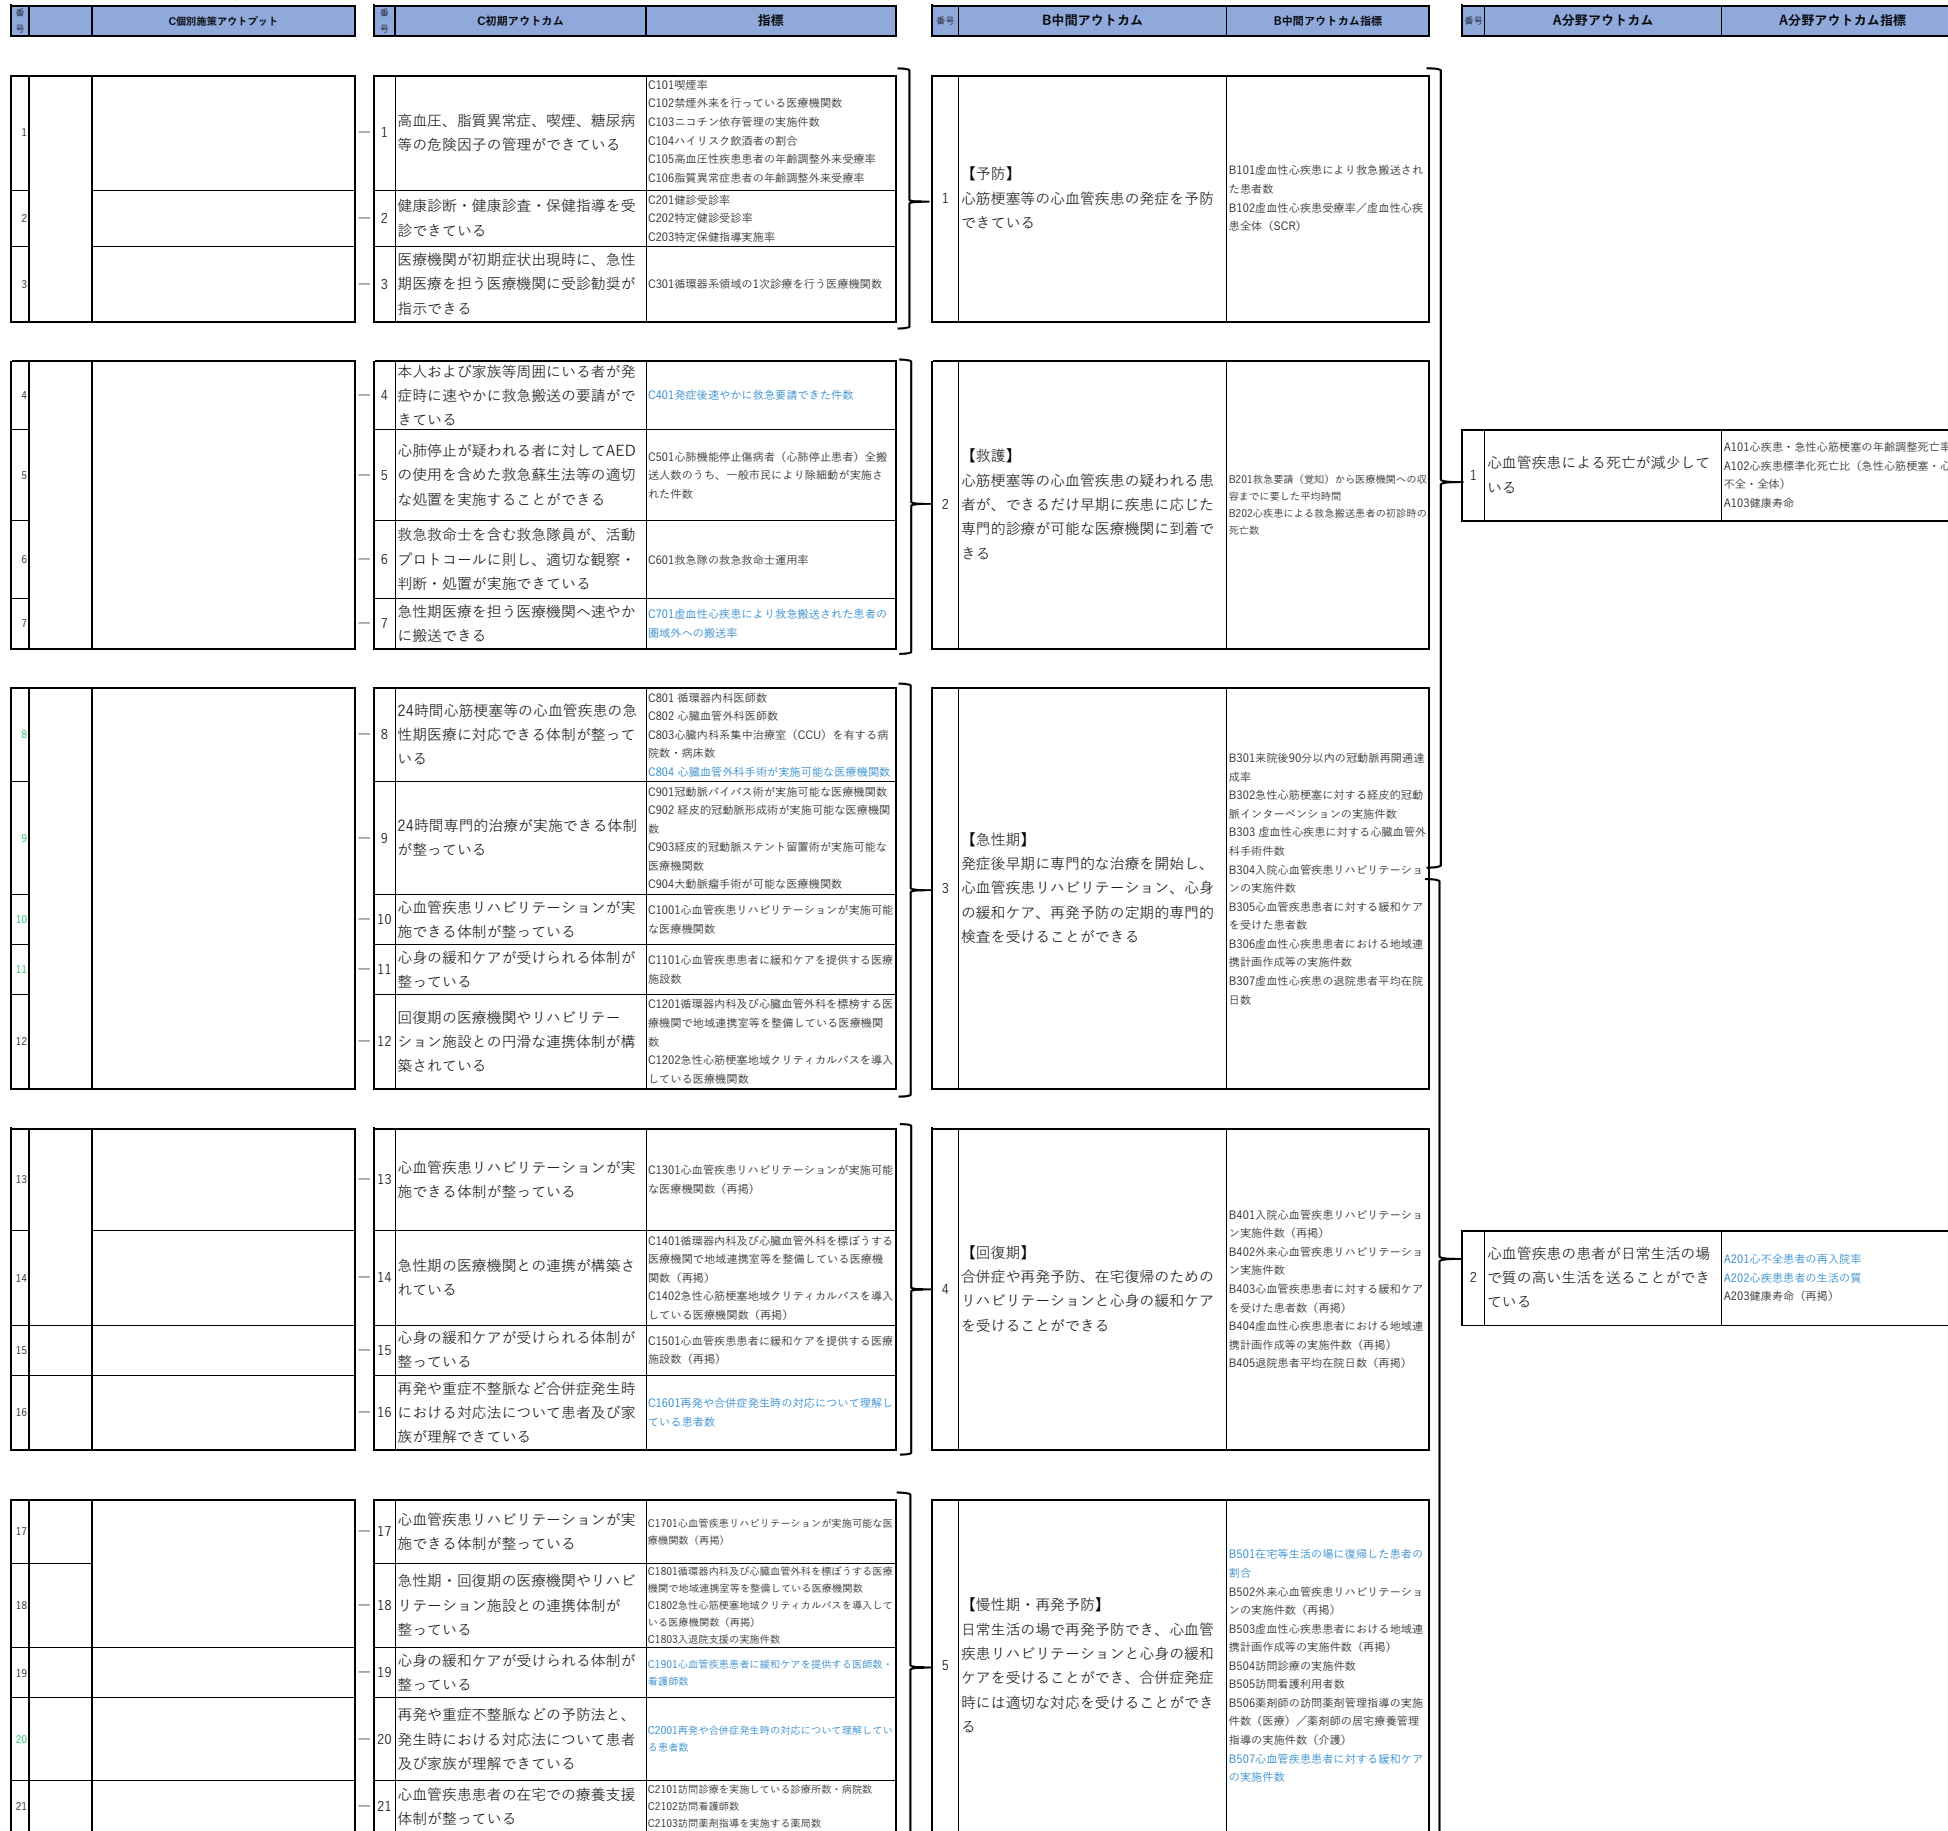 番号
C個別施策アウトプット
番号
C初期アウトカム
指標
番号
B中間アウトカム
B中間アウトカム指標
番号
A分野アウトカム
A分野アウトカム指標
1
1
高血圧、脂質異常症、喫煙、糖尿病
等の危険因子の管理ができている
C101喫煙率
C102禁煙外来を行っている医療機関数
C103ニコチン依存管理の実施件数
C104ハイリスク飲酒者の割合
C105高血圧性疾患患者の年齢調整外来受療率
C106脂質異常症患者の年齢調整外来受療率
2
2
健康診断・健康診査・保健指導を受
診できている
C201健診受診率
C202特定健診受診率
C203特定保健指導実施率
3
3
医療機関が初期症状出現時に、急性
期医療を担う医療機関に受診勧奨が
指示できる
C301循環器系領域の1次診療を行う医療機関数
1
【予防】
心筋梗塞等の心血管疾患の発症を予防
できている
B101虚血性心疾患により救急搬送され
た患者数
B102虚血性心疾患受療率／虚血性心疾
患全体（SCR）
4
4
本人および家族等周囲にいる者が発
症時に速やかに救急搬送の要請がで
きている
C401発症後速やかに救急要請できた件数
5
5
心肺停止が疑われる者に対してAED
の使用を含めた救急蘇生法等の適切
な処置を実施することができる
C501心肺機能停止傷病者（心肺停止患者）全搬
送人数のうち、一般市民により除細動が実施さ
れた件数
6
6
救急救命士を含む救急隊員が、活動
プロトコールに則し、適切な観察・
判断・処置が実施できている
C601救急隊の救急救命士運用率
7
7
急性期医療を担う医療機関へ速やか
に搬送できる
C701虚血性心疾患により救急搬送された患者の
圏域外への搬送率
2
【救護】
心筋梗塞等の心血管疾患の疑われる患
者が、できるだけ早期に疾患に応じた
専門的診療が可能な医療機関に到着で
きる
B201救急要請（覚知）から医療機関への収
容までに要した平均時間
B202心疾患による救急搬送患者の初診時の
死亡数
1
心血管疾患による死亡が減少して
いる
A101心疾患・急性心筋梗塞の年齢調整死亡率
A102心疾患標準化死亡比（急性心筋梗塞・心
不全・全体）
A103健康寿命
8
8
24時間心筋梗塞等の心血管疾患の急
性期医療に対応できる体制が整って
いる
C801 循環器内科医師数
C802 心臓血管外科医師数
C803心臓内科系集中治療室（CCU）を有する病
院数・病床数
C804 心臓血管外科手術が実施可能な医療機関数
9
9
24時間専門的治療が実施できる体制
が整っている
C901冠動脈バイパス術が実施可能な医療機関数
C902 経皮的冠動脈形成術が実施可能な医療機関
数
C903経皮的冠動脈ステント留置術が実施可能な
医療機関数
C904大動脈瘤手術が可能な医療機関数
10
10
心血管疾患リハビリテーションが実
施できる体制が整っている
C1001心血管疾患リハビリテーションが実施可能
な医療機関数
11
11
心身の緩和ケアが受けられる体制が
整っている
C1101心血管疾患患者に緩和ケアを提供する医療
施設数
12
12
回復期の医療機関やリハビリテー
ション施設との円滑な連携体制が構
築されている
C1201循環器内科及び心臓血管外科を標榜する医
療機関で地域連携室等を整備している医療機関
数
C1202急性心筋梗塞地域クリティカルパスを導入
している医療機関数
3
【急性期】
発症後早期に専門的な治療を開始し、
心血管疾患リハビリテーション、心身
の緩和ケア、再発予防の定期的専門的
検査を受けることができる
B301来院後90分以内の冠動脈再開通達
成率
B302急性心筋梗塞に対する経皮的冠動
脈インターベンションの実施件数
B303 虚血性心疾患に対する心臓血管外
科手術件数
B304入院心血管疾患リハビリテーショ
ンの実施件数
B305心血管疾患患者に対する緩和ケア
を受けた患者数
B306虚血性心疾患患者における地域連
携計画作成等の実施件数
B307虚血性心疾患の退院患者平均在院
日数
13
13
心血管疾患リハビリテーションが実
施できる体制が整っている
C1301心血管疾患リハビリテーションが実施可能
な医療機関数（再掲）
14
14
急性期の医療機関との連携が構築さ
れている
C1401循環器内科及び心臓血管外科を標ぼうする
医療機関で地域連携室等を整備している医療機
関数（再掲）
C1402急性心筋梗塞地域クリティカルパスを導入
している医療機関数（再掲）
15
15
心身の緩和ケアが受けられる体制が
整っている
C1501心血管疾患患者に緩和ケアを提供する医療
施設数（再掲）
16
16
再発や重症不整脈など合併症発生時
における対応法について患者及び家
族が理解できている
C1601再発や合併症発生時の対応について理解し
ている患者数
4
【回復期】
合併症や再発予防、在宅復帰のための
リハビリテーションと心身の緩和ケア
を受けることができる
B401入院心血管疾患リハビリテーショ
ン実施件数（再掲）
B402外来心血管疾患リハビリテーショ
ン実施件数
B403心血管疾患患者に対する緩和ケア
を受けた患者数（再掲）
B404虚血性心疾患患者における地域連
携計画作成等の実施件数（再掲）
B405退院患者平均在院日数（再掲）
2
心血管疾患の患者が日常生活の場
で質の高い生活を送ることができ
ている
A201心不全患者の再入院率
A202心疾患患者の生活の質
A203健康寿命（再掲）
17
17
心血管疾患リハビリテーションが実
施できる体制が整っている
C1701心血管疾患リハビリテーションが実施可能な医
療機関数（再掲）
18
18
急性期・回復期の医療機関やリハビ
リテーション施設との連携体制が
整っている
C1801循環器内科及び心臓血管外科を標ぼうする医療
機関で地域連携室等を整備している医療機関数
C1802急性心筋梗塞地域クリティカルパスを導入して
いる医療機関数（再掲）
C1803入退院支援の実施件数
19
19
心身の緩和ケアが受けられる体制が
整っている
C1901心血管疾患患者に緩和ケアを提供する医師数・
看護師数
20
20
再発や重症不整脈などの予防法と、
発生時における対応法について患者
及び家族が理解できている
C2001再発や合併症発生時の対応について理解してい
る患者数
21
21
心血管疾患患者の在宅での療養支援
体制が整っている
C2101訪問診療を実施している診療所数・病院数
C2102訪問看護師数
C2103訪問薬剤指導を実施する薬局数
5
【慢性期・再発予防】
日常生活の場で再発予防でき、心血管
疾患リハビリテーションと心身の緩和
ケアを受けることができ、合併症発症
時には適切な対応を受けることができ
る
B501在宅等生活の場に復帰した患者の
割合
B502外来心血管疾患リハビリテーショ
ンの実施件数（再掲）
B503虚血性心疾患患者における地域連
携計画作成等の実施件数（再掲）
B504訪問診療の実施件数
B505訪問看護利用者数
B506薬剤師の訪問薬剤管理指導の実施
件数（医療）／薬剤師の居宅療養管理
指導の実施件数（介護）
B507心血管疾患患者に対する緩和ケア
の実施件数